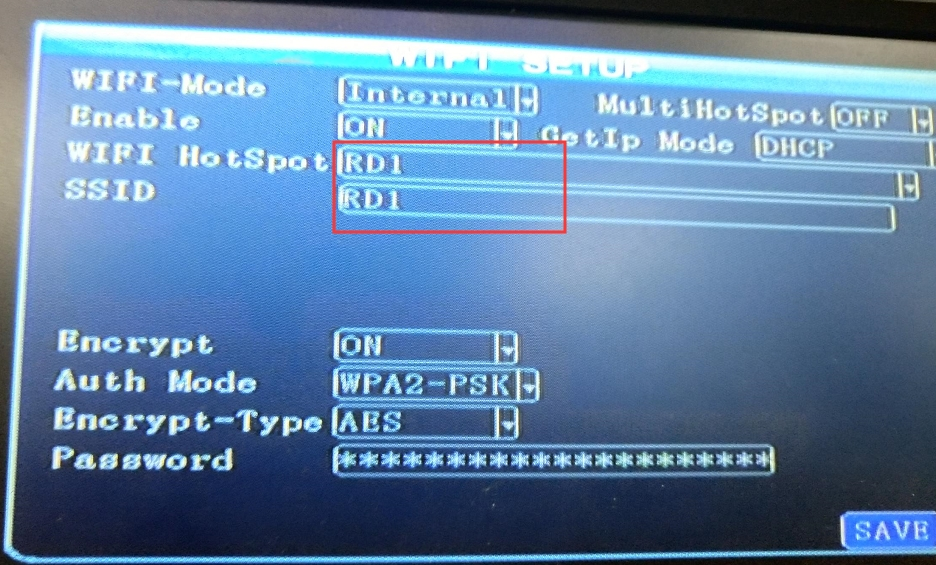 WIFI SETUP
WIFI-Mode Internal MultiHotSpot OFF
Enable ON GetIp Mode DHCP
WIFI HotSpot RD1
SSID RD1
Encrypt ON
Auth Mode WPA2-PSK
Encrypt-Type AES
Password ********************
SAVE